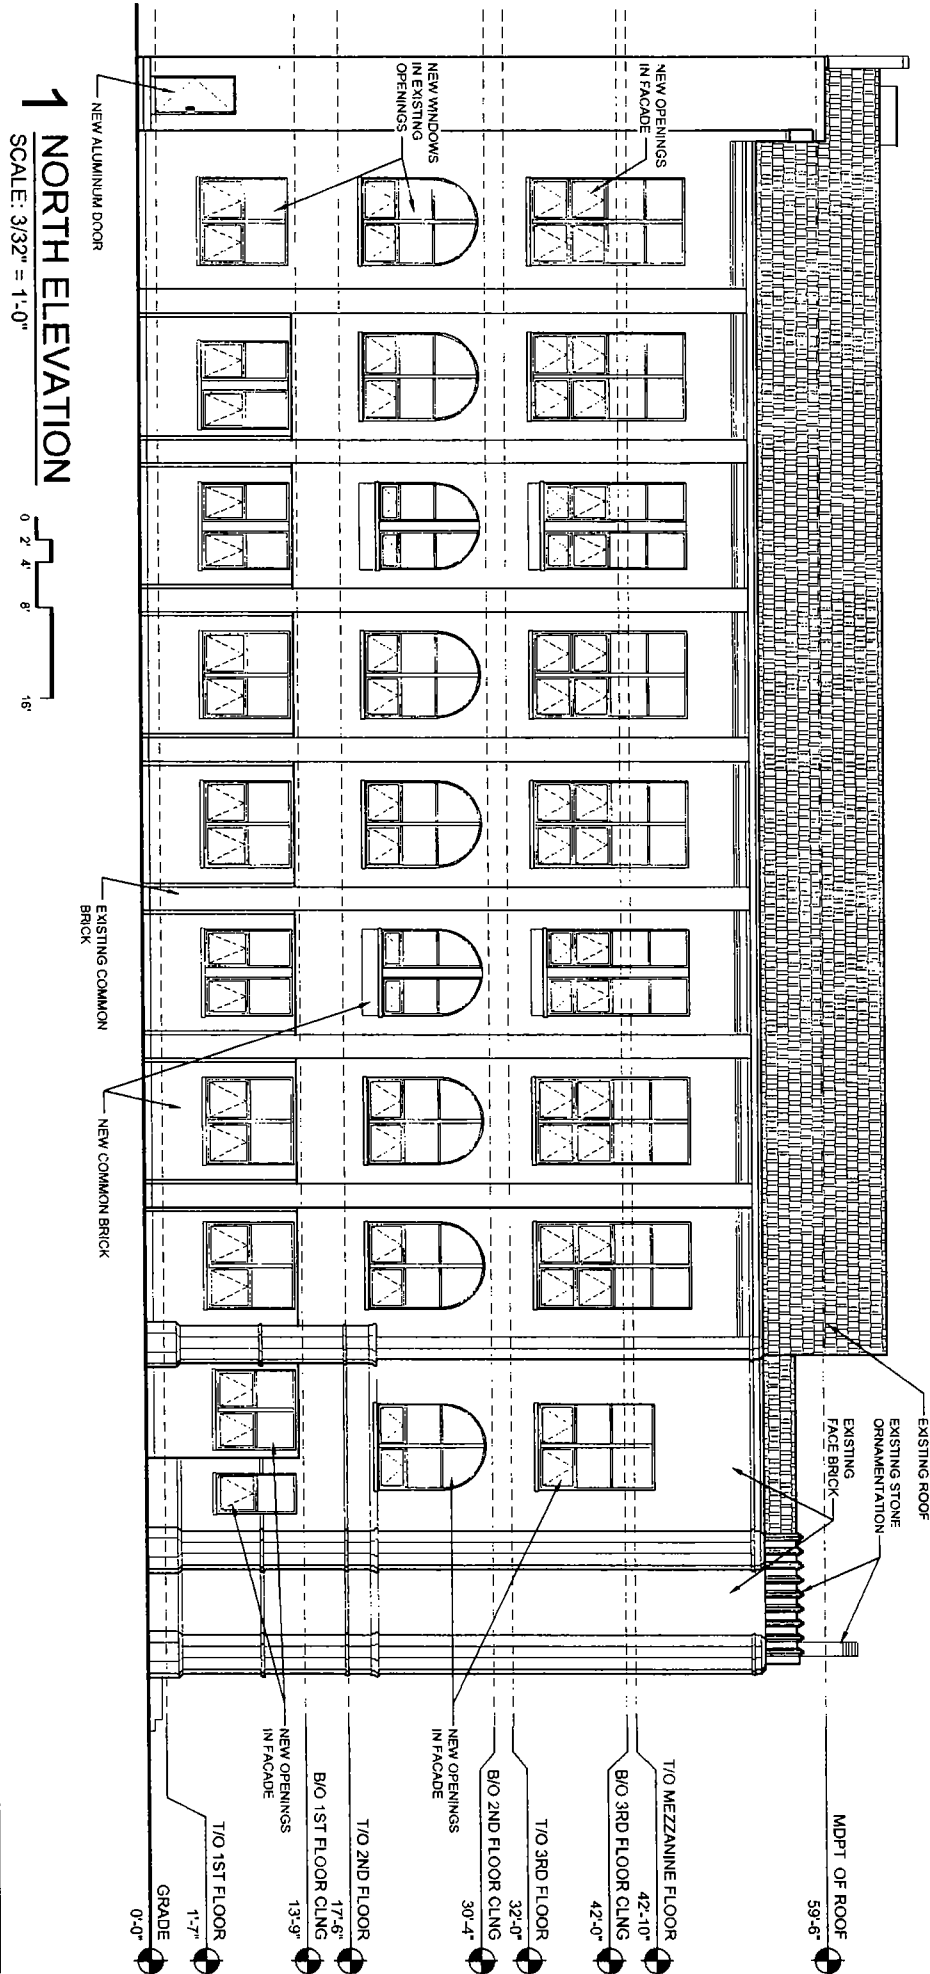 EXISTING ROOF
EXISTING STONE
ORNAMENTATION
EXISTING
FACE BRICK
NEW OPENINGS
IN FACADE
NEW WINDOWS
IN EXISTING
OPENINGS
NEW ALUMINUM DOOR
EXISTING COMMON
BRICK
NEW COMMON BRICK
NEW OPENINGS
IN FACADE
NEW OPENINGS
IN FACADE
MDPT OF ROOF
59'-6"
T/O MEZZANINE FLOOR
42'-10"
B/O 3RD FLOOR CLNG
42'-0"
T/O 3RD FLOOR
32'-0"
B/O 2ND FLOOR CLNG
30'-4"
T/O 2ND FLOOR
17'-6"
B/O 1ST FLOOR CLNG
13'-9"
T/O 1ST FLOOR
1'-7"
GRADE
0'-0"
1 NORTH ELEVATION
SCALE: 3/32" = 1'-0"
0 2' 4' 8' 16'